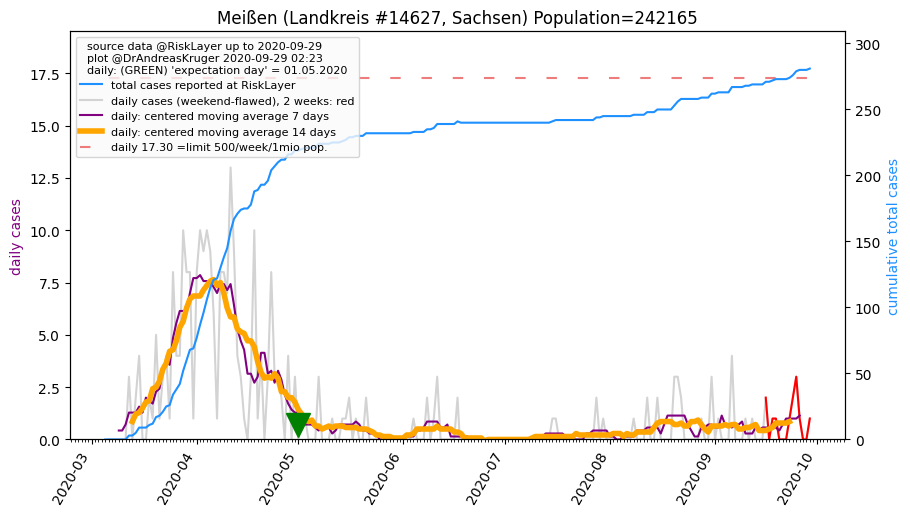 Meißen (Landkreis #14627, Sachsen) Population=242165
source data @RiskLayer up to 2020-09-29
plot @DrAndreasKruger 2020-09-29 02:23
daily: (GREEN) 'expectation day' = 01.05.2020
total cases reported at RiskLayer
daily cases (weekend-flawed), 2 weeks: red
daily: centered moving average 7 days
daily: centered moving average 14 days
daily 17.30 =limit 500/week/1mio pop.
daily cases
17.5
15.0
12.5
10.0
7.5
5.0
2.5
0.0
300
250
200
150
100
50
0
cumulative total cases
2020-03
2020-04
2020-05
2020-06
2020-07
2020-08
2020-09
2020-10